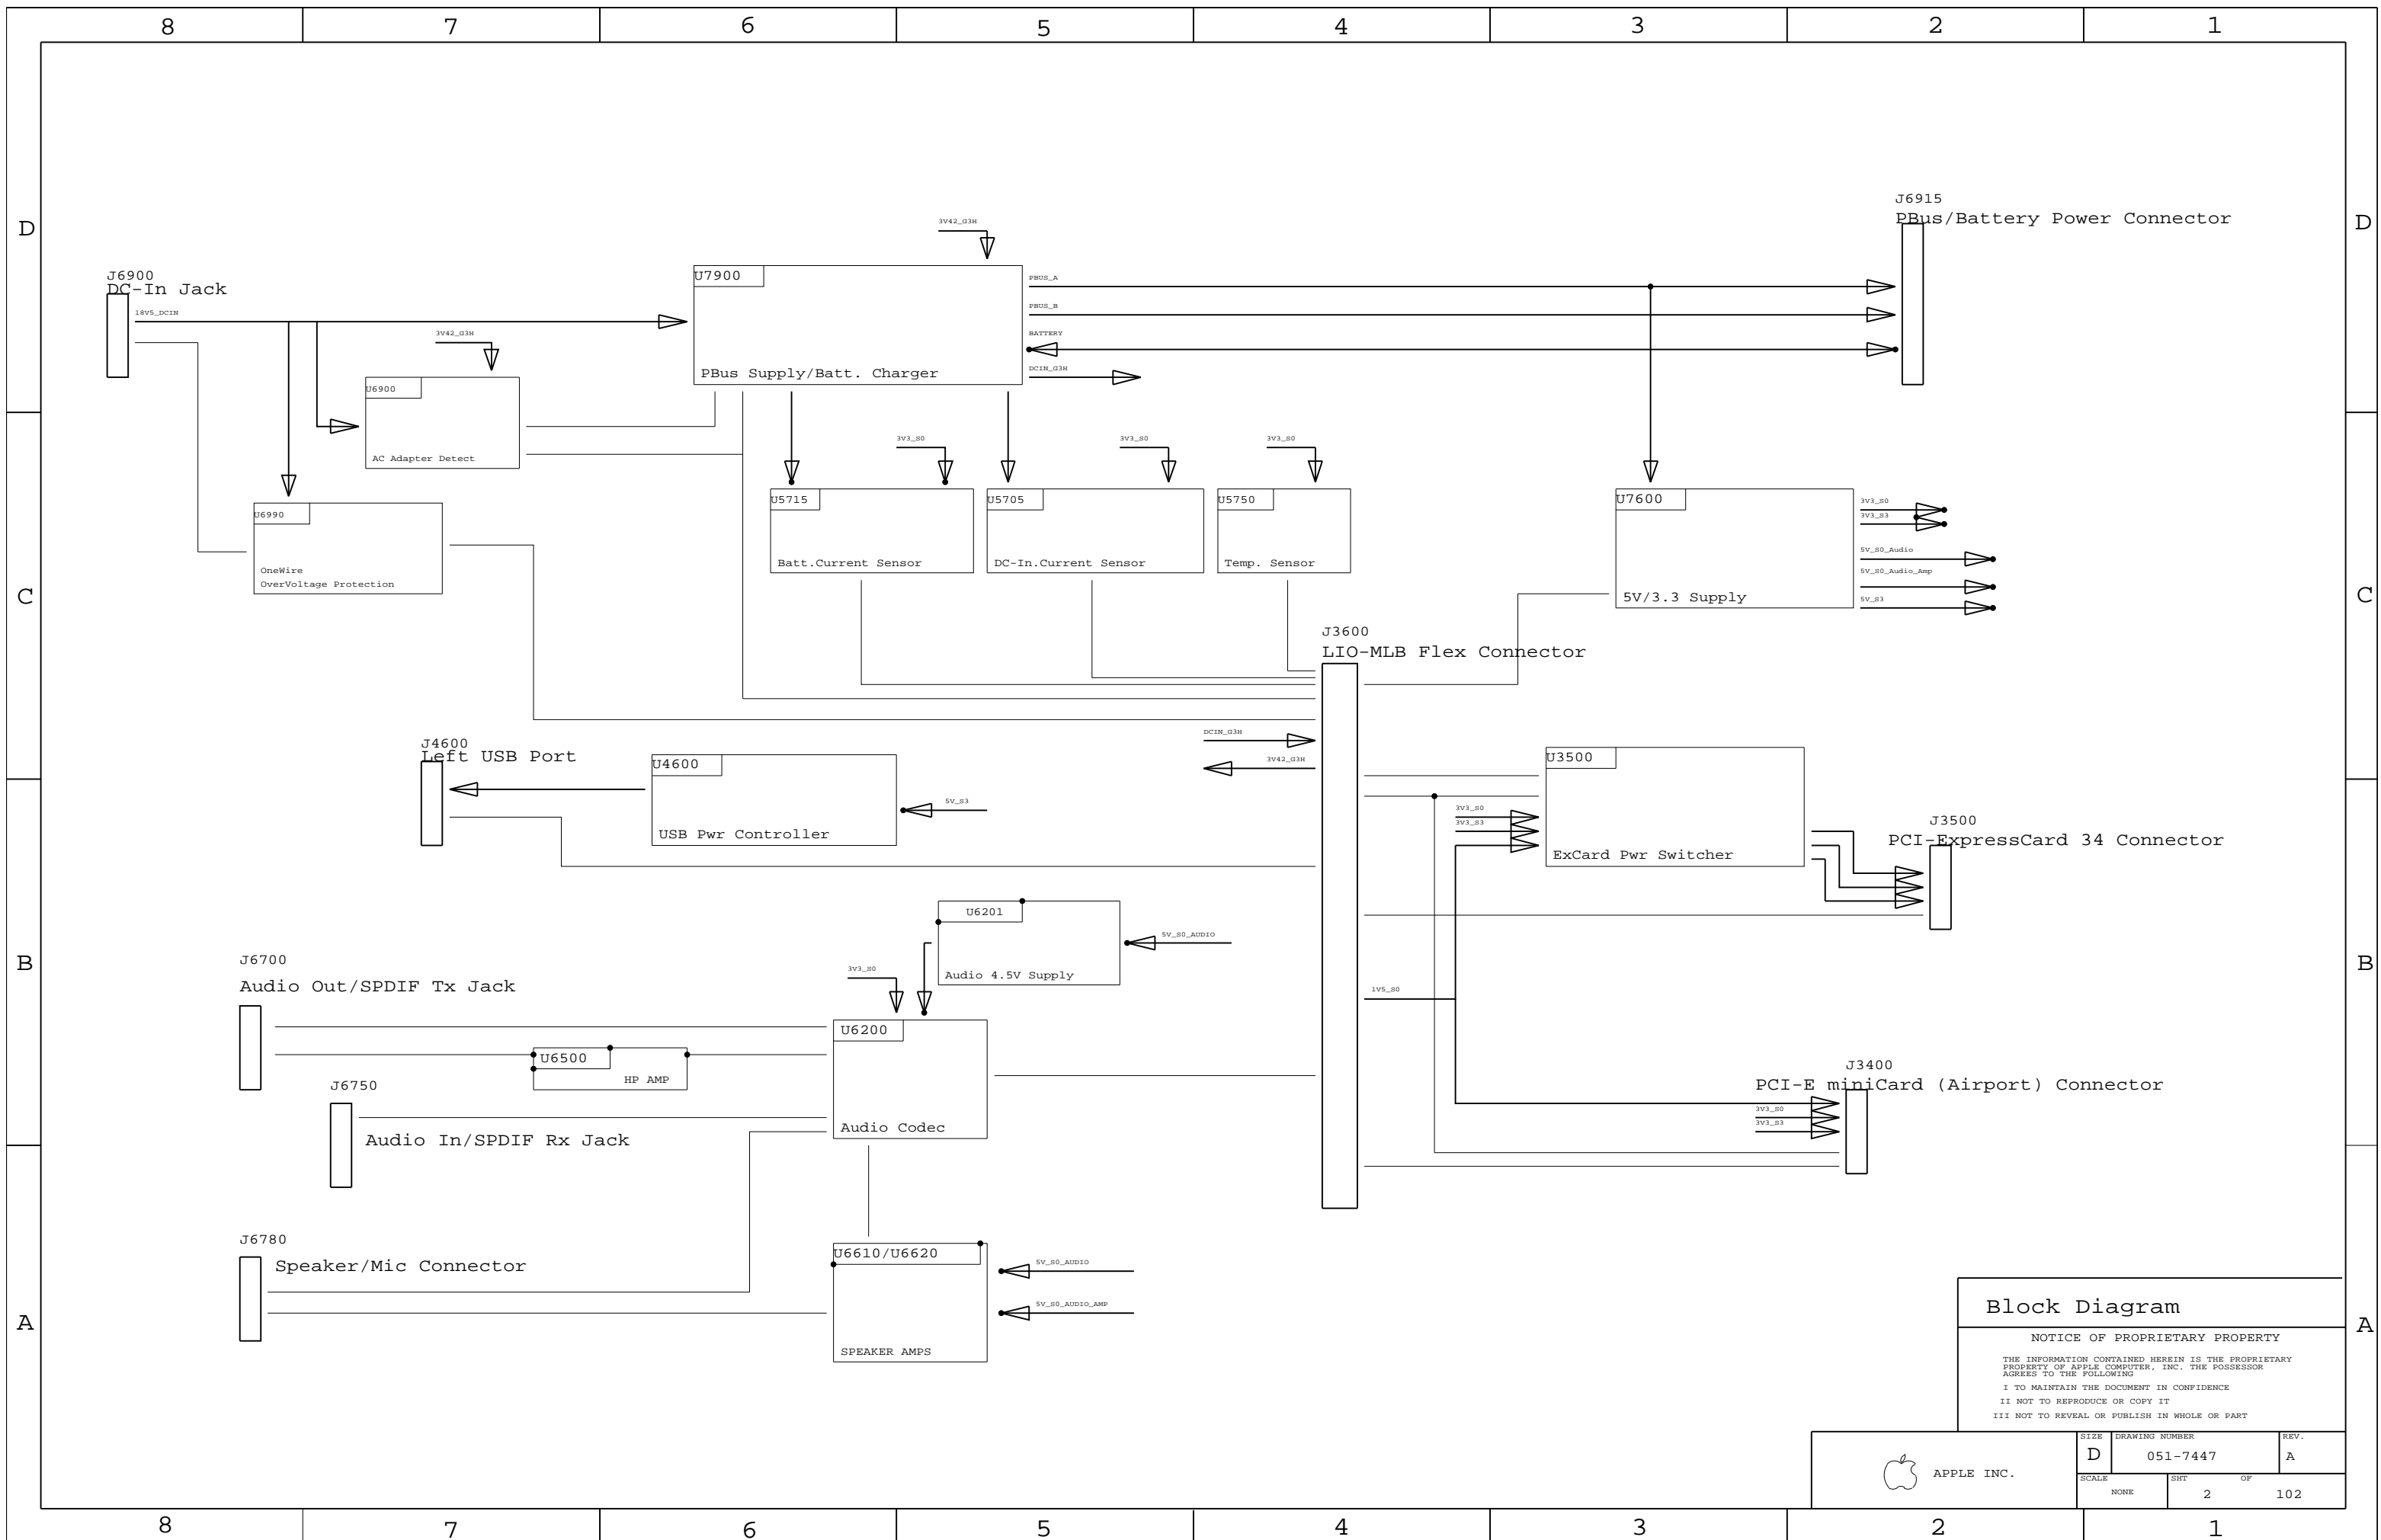 8 7 6 5 4 3 2 1
D
D
J6915
PBus/Battery Power Connector
3V42_G3H
J6900
DC-In Jack
18V5_DCIN
U7900
PBus Supply/Batt. Charger
PBUS_A
PBUS_B
BATTERY
DCIN_G3H
3V42_G3H
U6900
AC Adapter Detect
3V3_S0
3V3_S0
3V3_S0
U6990
OneWire
OverVoltage Protection
U5715
Batt.Current Sensor
U5705
DC-In.Current Sensor
U5750
Temp. Sensor
U7600
5V/3.3 Supply
3V3_S0
3V3_S3
5V_S0_Audio
5V_S0_Audio_Amp
5V_S3
C
C
J3600
LIO-MLB Flex Connector
J4600
Left USB Port
U4600
USB Pwr Controller
5V_S3
DCIN_G3H
3V42_G3H
U3500
ExCard Pwr Switcher
3V3_S0
3V3_S3
J3500
PCI-ExpressCard 34 Connector
U6201
Audio 4.5V Supply
5V_S0_AUDIO
3V3_S0
B
B
J6700
Audio Out/SPDIF Tx Jack
1V5_S0
U6200
Audio Codec
U6500
HP AMP
J6750
Audio In/SPDIF Rx Jack
J3400
PCI-E miniCard (Airport) Connector
3V3_S0
3V3_S3
J6780
Speaker/Mic Connector
U6610/U6620
SPEAKER AMPS
5V_S0_AUDIO
5V_S0_AUDIO_AMP
A
A
Block Diagram
NOTICE OF PROPRIETARY PROPERTY
THE INFORMATION CONTAINED HEREIN IS THE PROPRIETARY
PROPERTY OF APPLE COMPUTER, INC. THE POSSESSOR
AGREES TO THE FOLLOWING
I TO MAINTAIN THE DOCUMENT IN CONFIDENCE
II NOT TO REPRODUCE OR COPY IT
III NOT TO REVEAL OR PUBLISH IN WHOLE OR PART
APPLE INC.
SIZE
D
DRAWING NUMBER
051-7447
REV.
A
SCALE
NONE
SHT OF
2 102
8 7 6 5 4 3 2 1